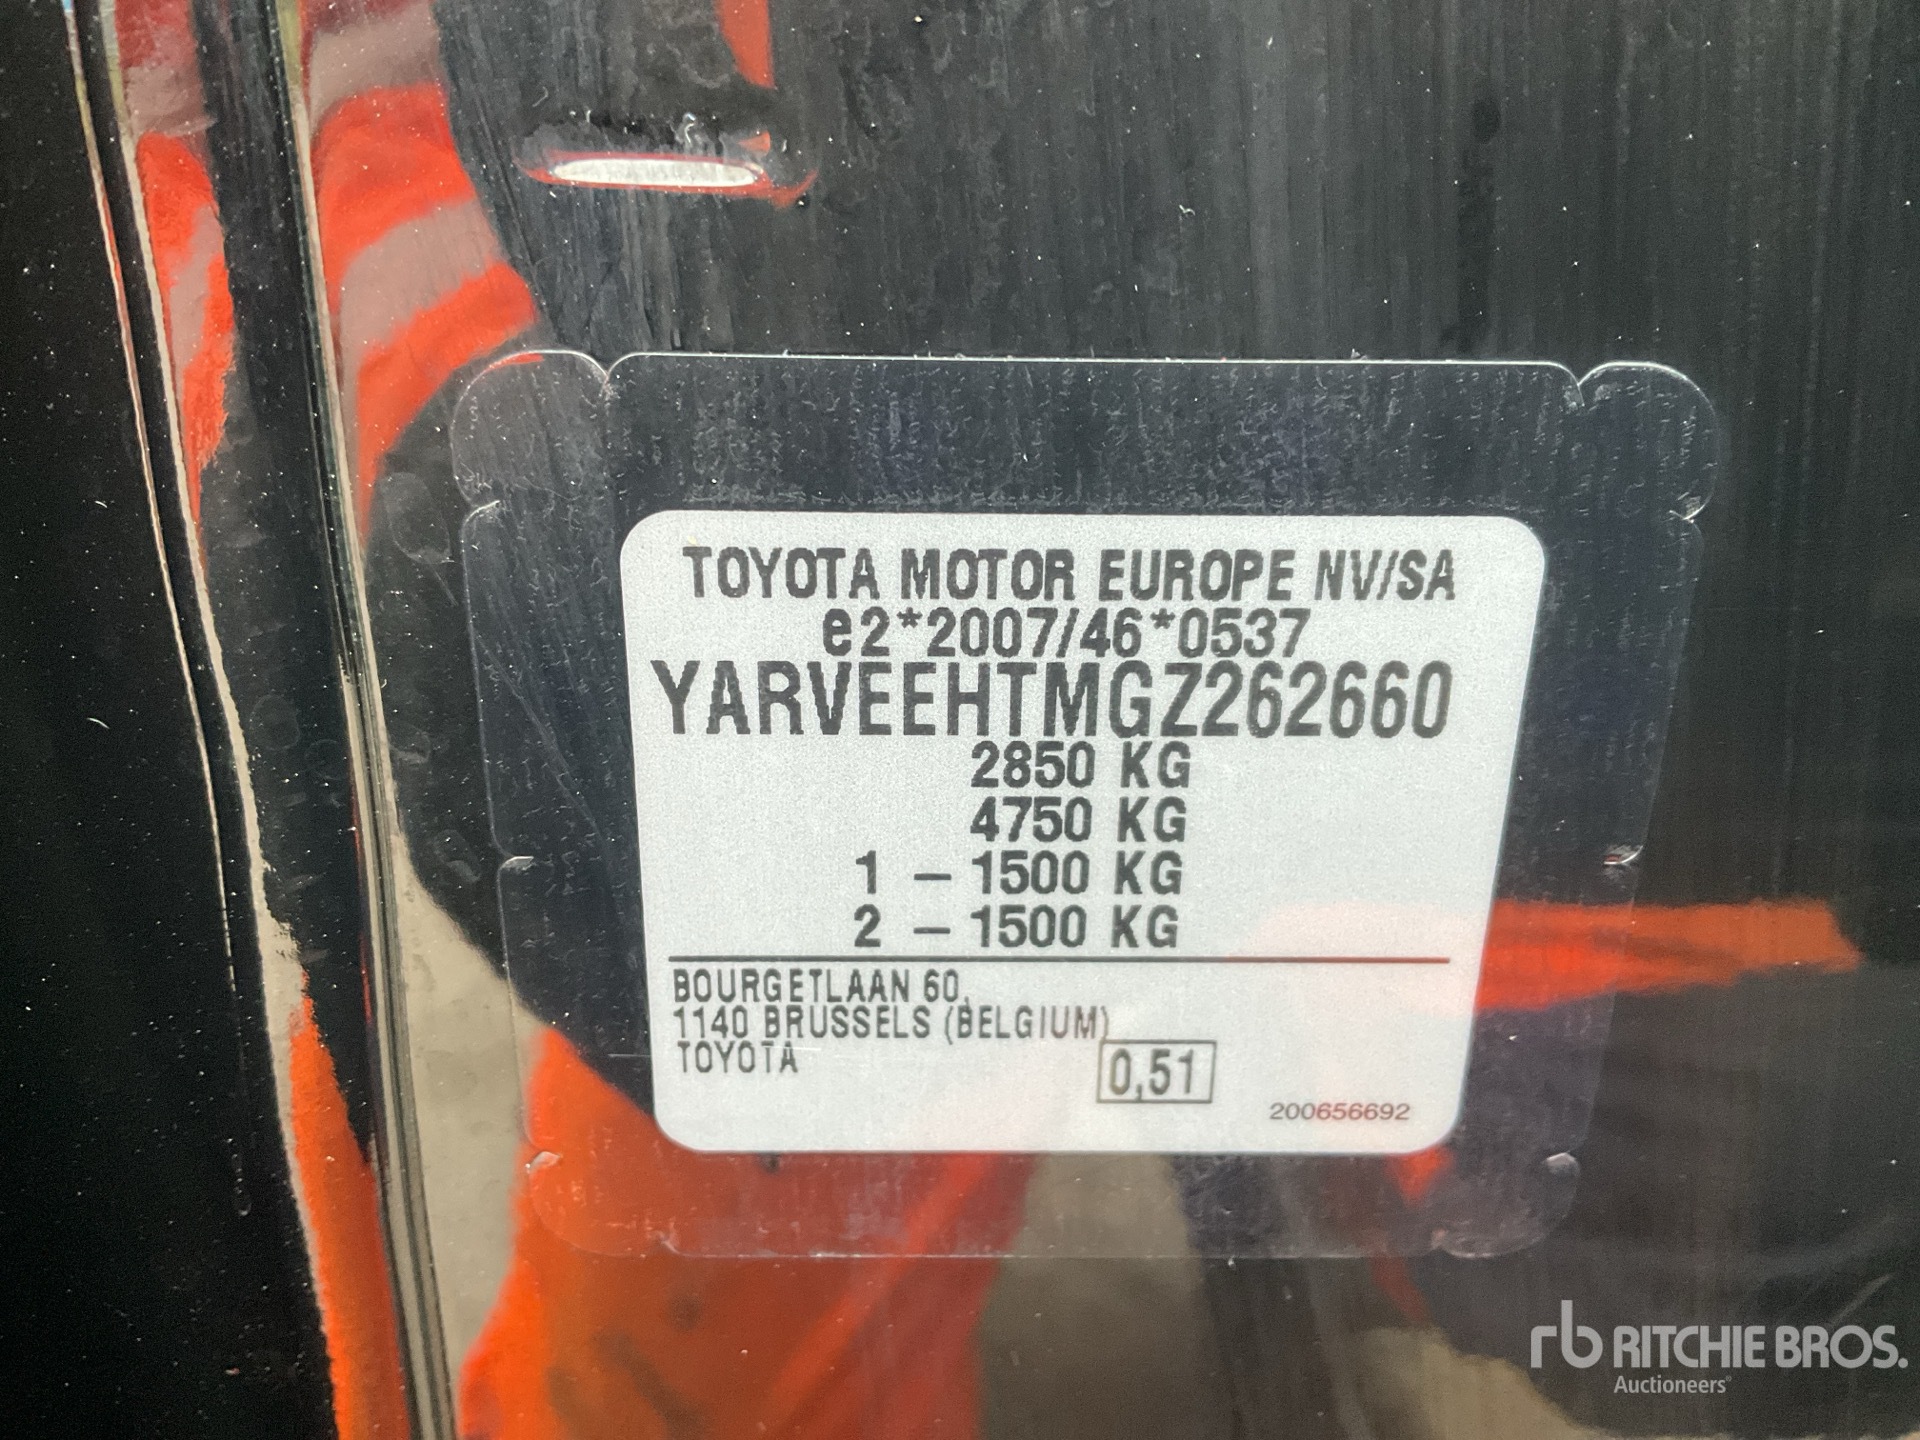 TOYOTA MOTOR EUROPE NV/SA
e2*2007/46*0537
YARVEEHTMGZ262660
2850 KG
4750 KG
1 – 1500 KG
2 – 1500 KG
BOURGETLAAN 60,
1140 BRUSSELS (BELGIUM)
TOYOTA
0,51
200656692
rb RITCHIE BROS.
Auctioneers®